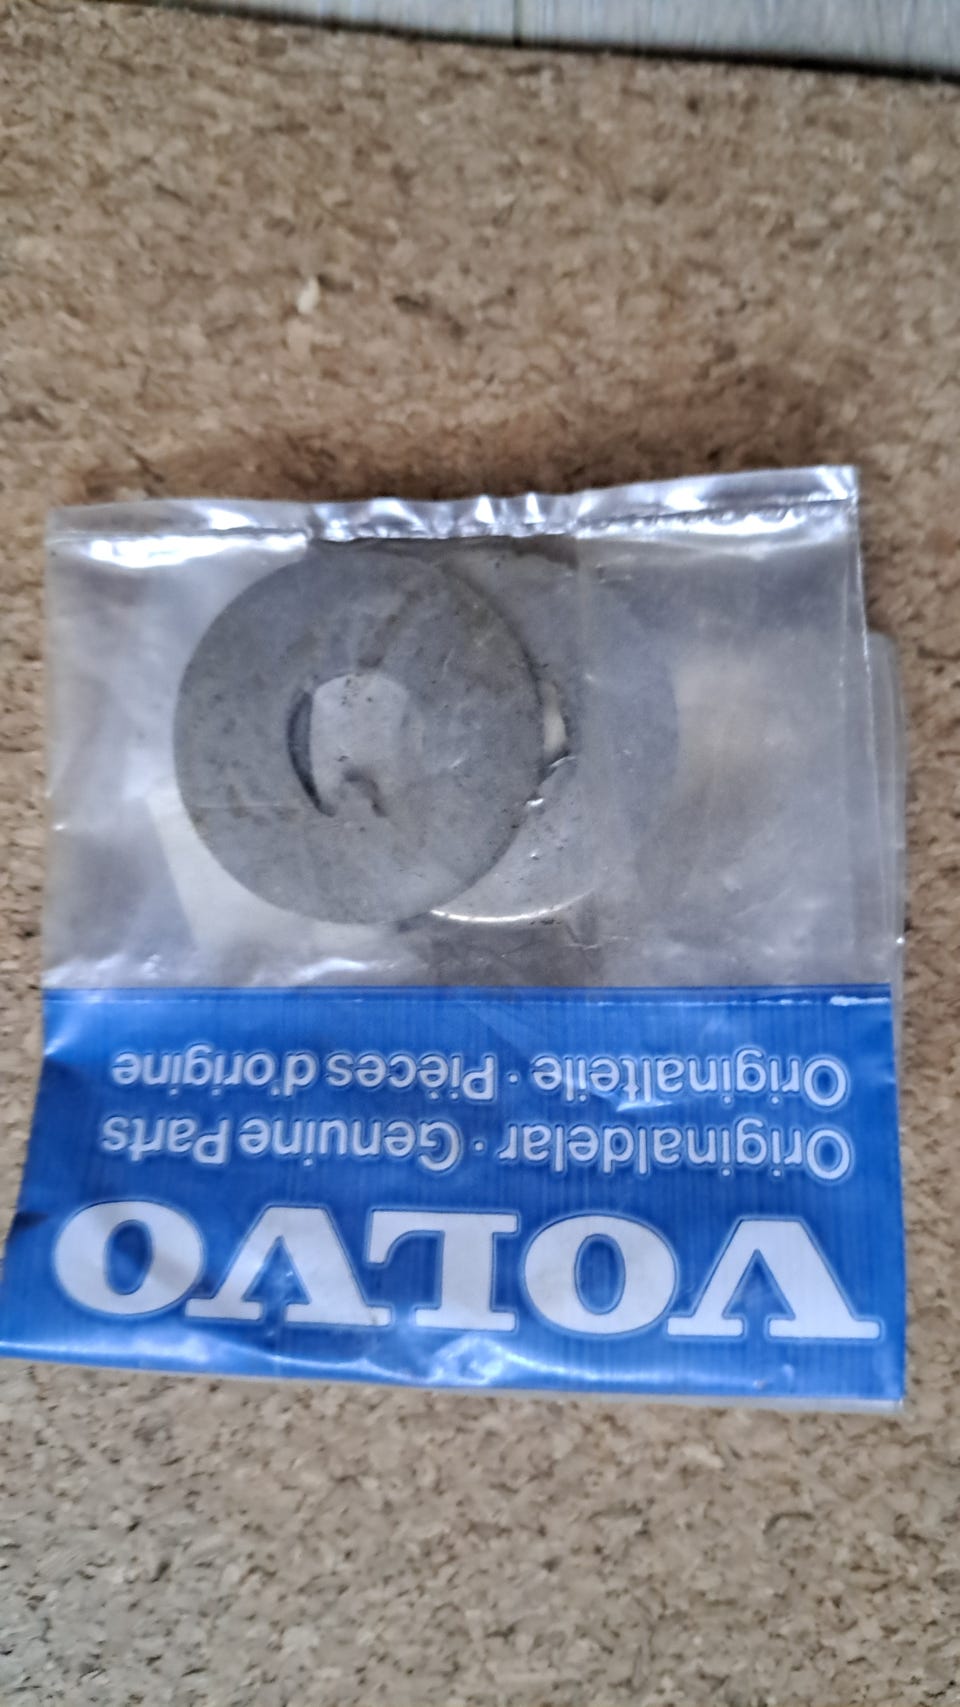 VOLVO
Originaldelar · Genuine Parts
Originalteile · Pièces d'origine